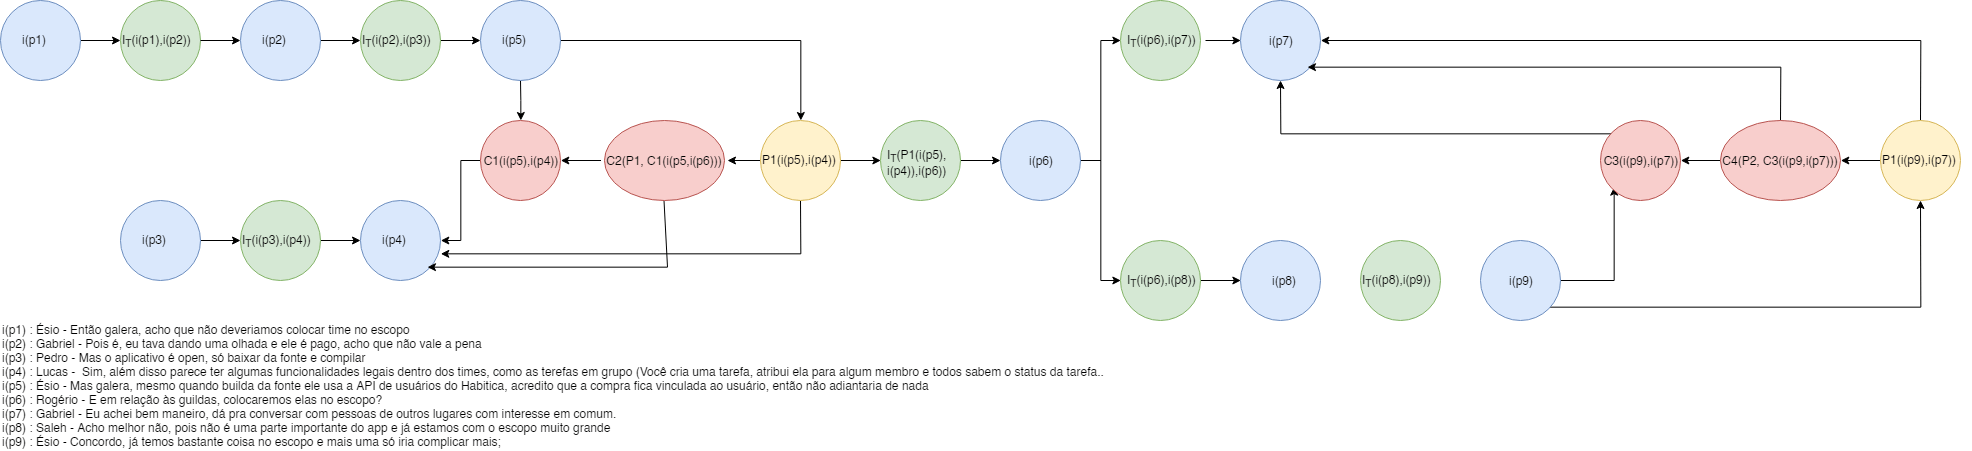 i(p1)
IT(i(p1),i(p2))
i(p2)
IT(i(p2),i(p3))
i(p5)
IT(i(p6),i(p7))
i(p7)
C1(i(p5),i(p4))
C2(P1, C1(i(p5,i(p6)))
P1(i(p5),i(p4))
IT(P1(i(p5),
i(p4)),i(p6))
i(p6)
C3(i(p9),i(p7))
C4(P2, C3(i(p9,i(p7)))
P1(i(p9),i(p7))
i(p3)
IT(i(p3),i(p4))
i(p4)
IT(i(p6),i(p8))
i(p8)
IT(i(p8),i(p9))
i(p9)
i(p1) : Ésio - Então galera, acho que não deveriamos colocar time no escopo
i(p2) : Gabriel - Pois é, eu tava dando uma olhada e ele é pago, acho que não vale a pena
i(p3) : Pedro - Mas o aplicativo é open, só baixar da fonte e compilar
i(p4) : Lucas - Sim, além disso parece ter algumas funcionalidades legais dentro dos times, como as terefas em grupo (Você cria uma tarefa, atribui ela para algum membro e todos sabem o status da tarefa..
i(p5) : Ésio - Mas galera, mesmo quando builda da fonte ele usa a API de usuários do Habitica, acredito que a compra fica vinculada ao usuário, então não adiantaria de nada
i(p6) : Rogério - E em relação às guildas, colocaremos elas no escopo?
i(p7) : Gabriel - Eu achei bem maneiro, dá pra conversar com pessoas de outros lugares com interesse em comum.
i(p8) : Saleh - Acho melhor não, pois não é uma parte importante do app e já estamos com o escopo muito grande
i(p9) : Ésio - Concordo, já temos bastante coisa no escopo e mais uma só iria complicar mais;